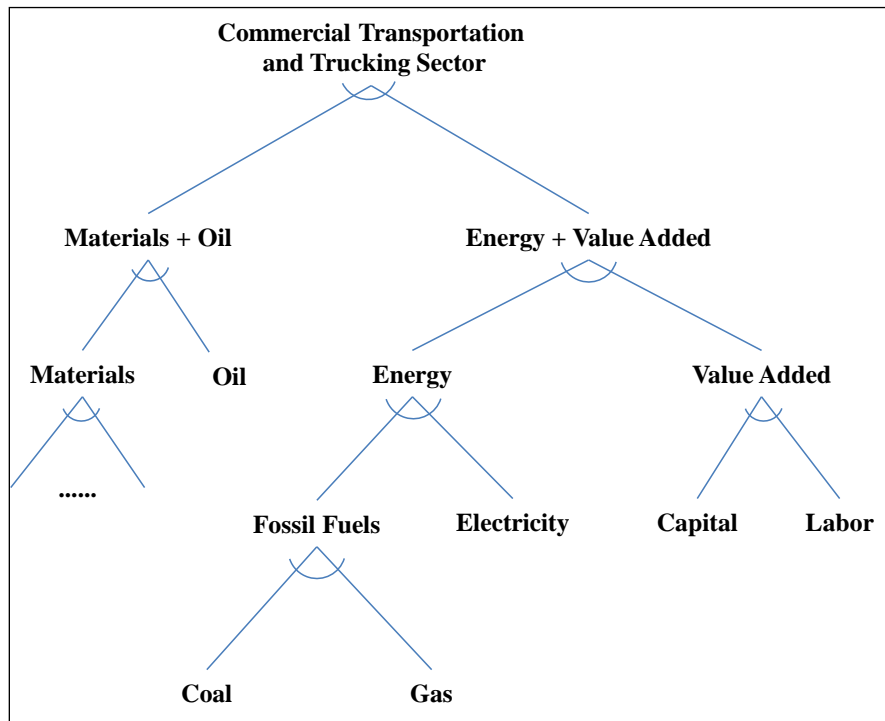 Commercial Transportation
and Trucking Sector
Materials + Oil
Energy + Value Added
Materials
Oil
Energy
Value Added
......
Fossil Fuels
Electricity
Capital
Labor
Coal
Gas